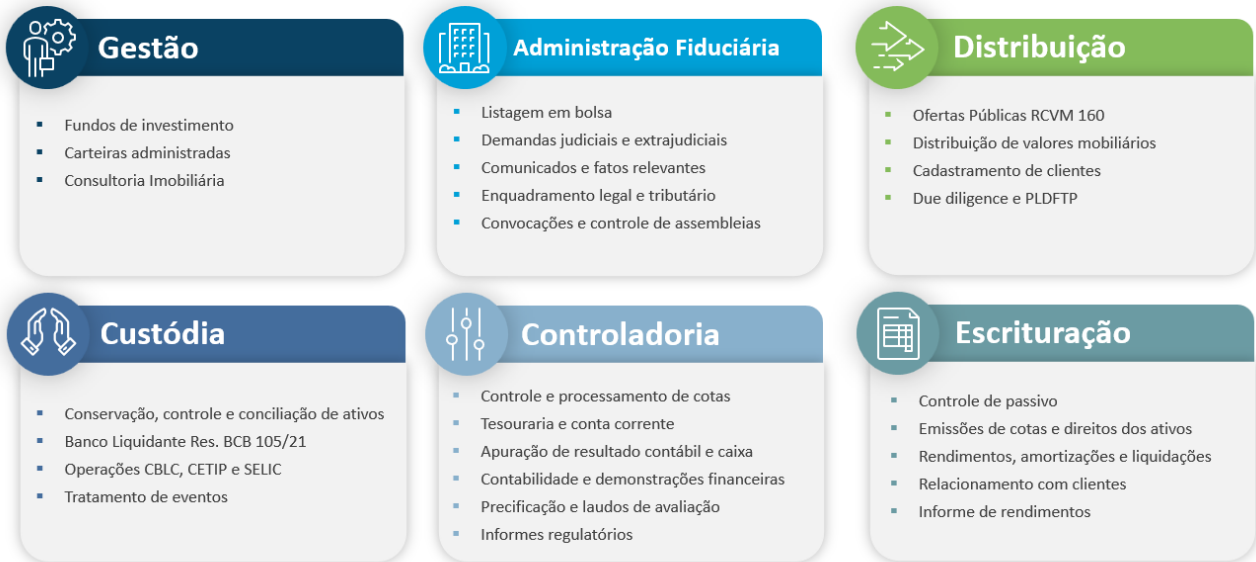 Gestão
▪ Fundos de investimento
▪ Carteiras administradas
▪ Consultoria Imobiliária
Administração Fiduciária
▪ Listagem em bolsa
▪ Demandas judiciais e extrajudiciais
▪ Comunicados e fatos relevantes
▪ Enquadramento legal e tributário
▪ Convocações e controle de assembleias
Distribuição
▪ Ofertas Públicas RCVM 160
▪ Distribuição de valores mobiliários
▪ Cadastramento de clientes
▪ Due diligence e PLDFTP
Custódia
▪ Conservação, controle e conciliação de ativos
▪ Banco Liquidante Res. BCB 105/21
▪ Operações CBLC, CETIP e SELIC
▪ Tratamento de eventos
Controladoria
▪ Controle e processamento de cotas
▪ Tesouraria e conta corrente
▪ Apuração de resultado contábil e caixa
▪ Contabilidade e demonstrações financeiras
▪ Precificação e laudos de avaliação
▪ Informes regulatórios
Escrituração
▪ Controle de passivo
▪ Emissões de cotas e direitos dos ativos
▪ Rendimentos, amortizações e liquidações
▪ Relacionamento com clientes
▪ Informe de rendimentos